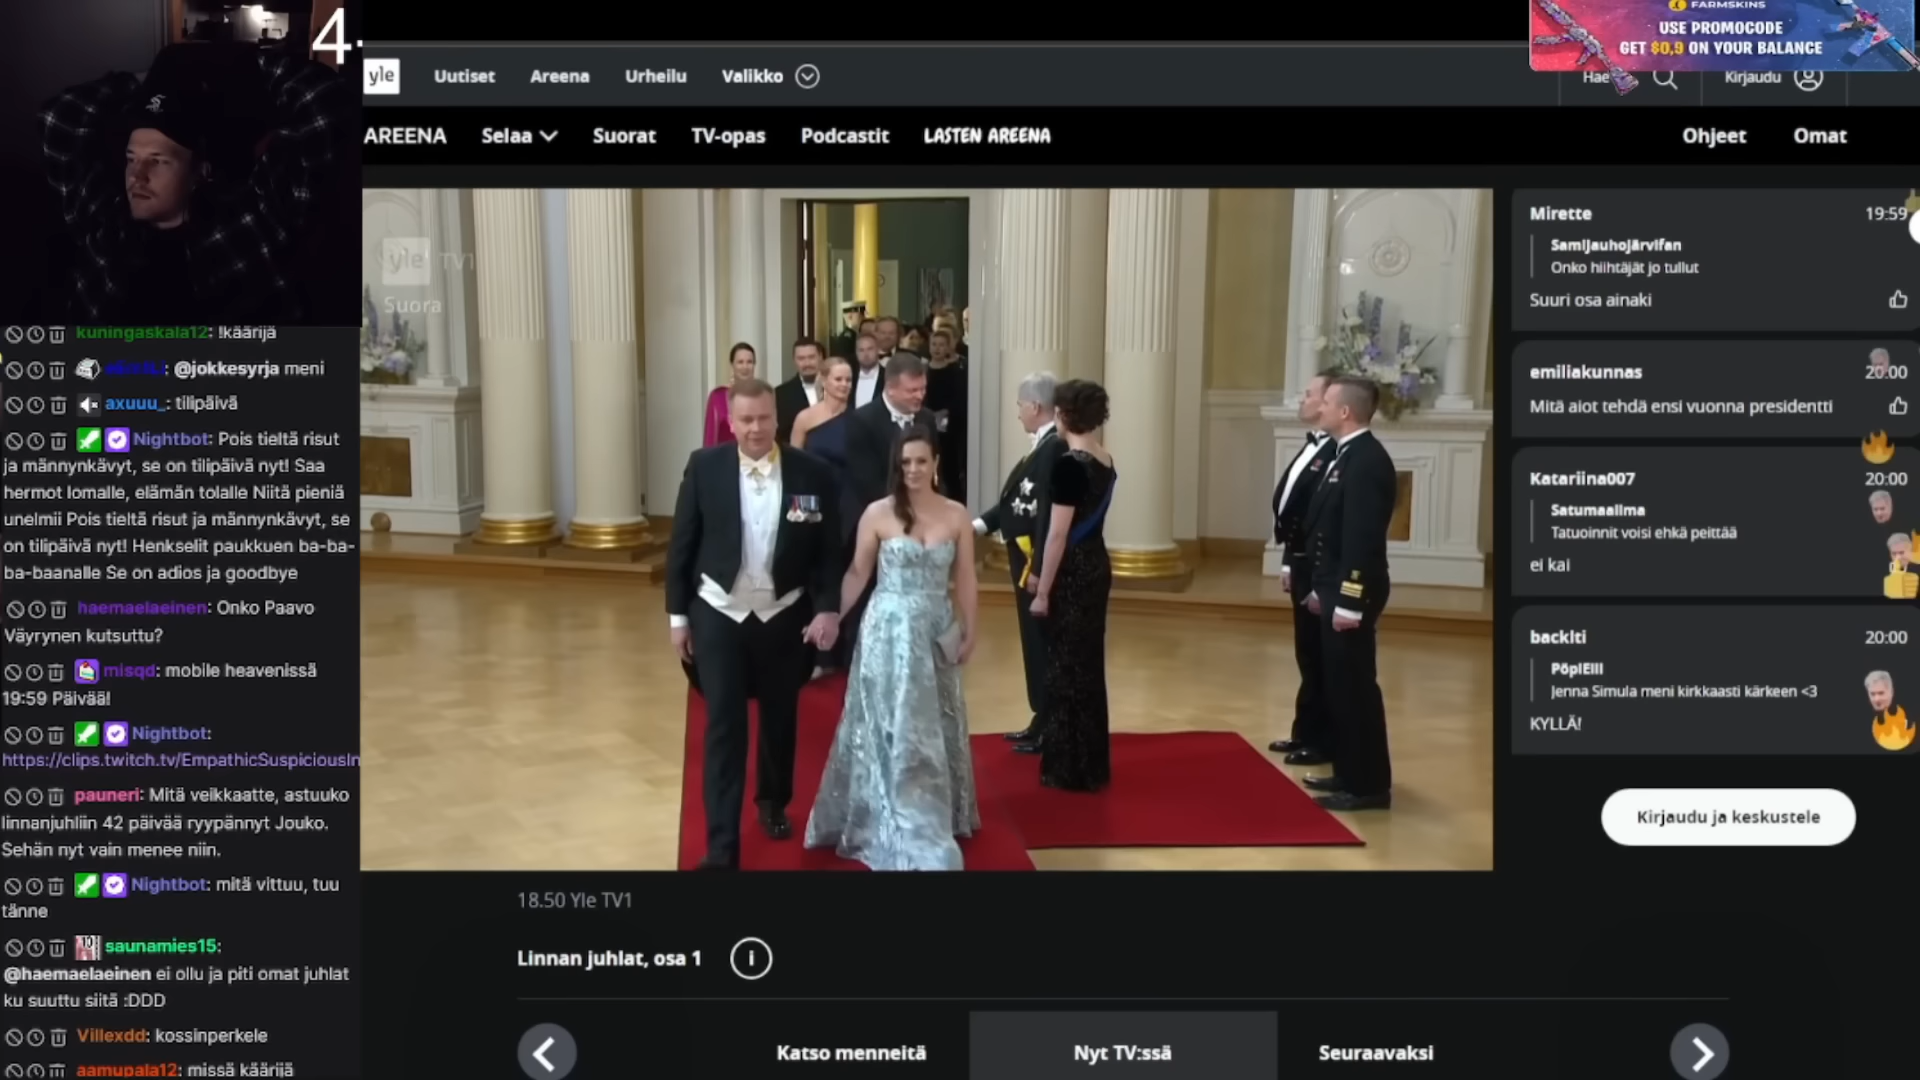 4
FARMSKINS
USE PROMOCODE
GET $0,9 ON YOUR BALANCE
yle
Uutiset
Areena
Urheilu
Valikko
Hae
Kirjaudu
AREENA
Selaa
Suorat
TV-opas
Podcastit
LASTEN AREENA
Ohjeet
Omat
yle TV1
Suora
kuningaskala12: !käärijä
@jokkesyrja meni
axuuu_: tilipäivä
Nightbot: Pois tieltä risut
ja männynkävyt, se on tilipäivä nyt! Saa
hermot lomalle, elämän tolalle Niitä pieniä
unelmii Pois tieltä risut ja männynkävyt, se
on tilipäivä nyt! Henkselit paukkuen ba-ba-
ba-baanalle Se on adios ja goodbye
haemaelaeinen: Onko Paavo
Väyrynen kutsuttu?
misqd: mobile heavenissä
19:59 Päivää!
Nightbot:
https://clips.twitch.tv/EmpathicSuspiciousIn
pauneri: Mitä veikkaatte, astuuko
linnanjuhliin 42 päivää ryypännyt Jouko.
Sehän nyt vain menee niin.
Nightbot: mitä vittuu, tuu
tänne
saunamies15:
@haemaelaeinen ei ollu ja piti omat juhlat
ku suuttu siitä :DDD
Villexdd: kossinperkele
aamupala12: missä käärijä
Mirette 19:59
Samijauhojärvifan
Onko hiihtäjät jo tullut
Suuri osa ainaki
emiliakunnas 20:00
Mitä aiot tehdä ensi vuonna presidentti
Katariina007 20:00
Satumaailma
Tatuoinnit voisi ehkä peittää
ei kai
backlti 20:00
PöpiElli
Jenna Simula meni kirkkaasti kärkeen <3
KYLLÄ!
Kirjaudu ja keskustele
18.50 Yle TV1
Linnan juhlat, osa 1
i
Katso menneitä
Nyt TV:ssä
Seuraavaksi